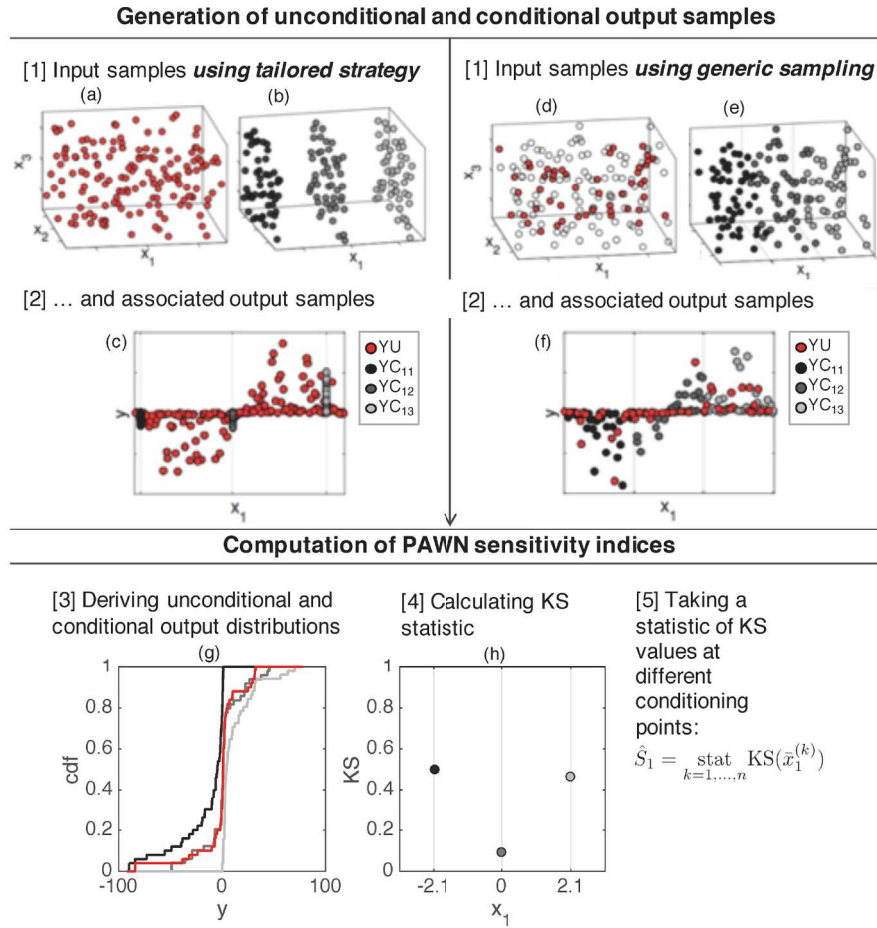 Generation of unconditional and conditional output samples
[1] Input samples using tailored strategy
(a)
(b)
x3
x2
x1
x1
[2] … and associated output samples
(c)
y
x1
YU
YC11
YC12
YC13
[1] Input samples using generic sampling
(d)
(e)
x3
x2
x1
x1
[2] … and associated output samples
(f)
y
x1
YU
YC11
YC12
YC13
Computation of PAWN sensitivity indices
[3] Deriving unconditional and
conditional output distributions
(g)
1
0.8
0.6
0.4
0.2
0
cdf
-100 0 100
y
[4] Calculating KS
statistic
(h)
1
0.8
0.6
0.4
0.2
0
KS
-2.1 0 2.1
x1
[5] Taking a
statistic of KS
values at
different
conditioning
points:
Ŝ1 = stat KS(x̄1(k))
k=1,...,n